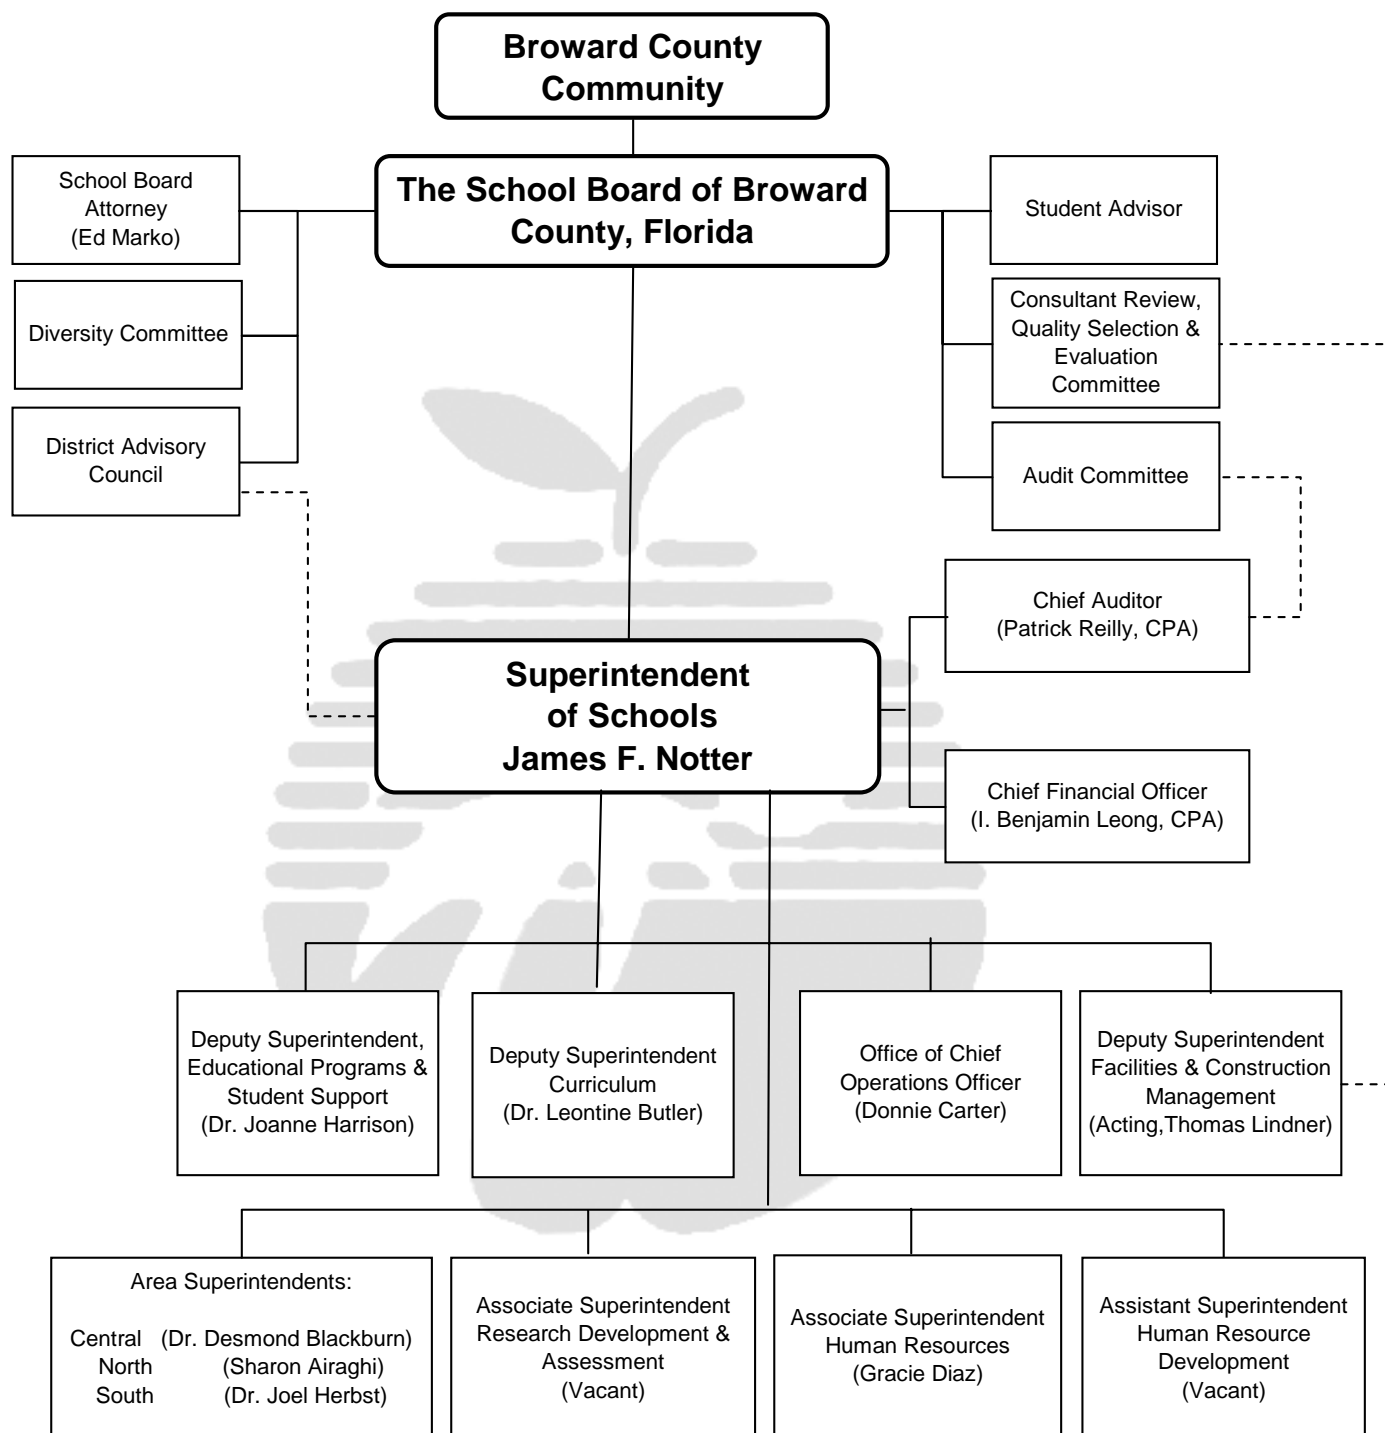 Broward County
Community
The School Board of Broward
County, Florida
School Board
Attorney
(Ed Marko)
Student Advisor
Diversity Committee
Consultant Review,
Quality Selection &
Evaluation
Committee
District Advisory
Council
Audit Committee
Chief Auditor
(Patrick Reilly, CPA)
Superintendent
of Schools
James F. Notter
Chief Financial Officer
(I. Benjamin Leong, CPA)
Deputy Superintendent,
Educational Programs &
Student Support
(Dr. Joanne Harrison)
Deputy Superintendent
Curriculum
(Dr. Leontine Butler)
Office of Chief
Operations Officer
(Donnie Carter)
Deputy Superintendent
Facilities & Construction
Management
(Acting,Thomas Lindner)
Area Superintendents:
Central (Dr. Desmond Blackburn)
North (Sharon Airaghi)
South (Dr. Joel Herbst)
Associate Superintendent
Research Development &
Assessment
(Vacant)
Associate Superintendent
Human Resources
(Gracie Diaz)
Assistant Superintendent
Human Resource
Development
(Vacant)